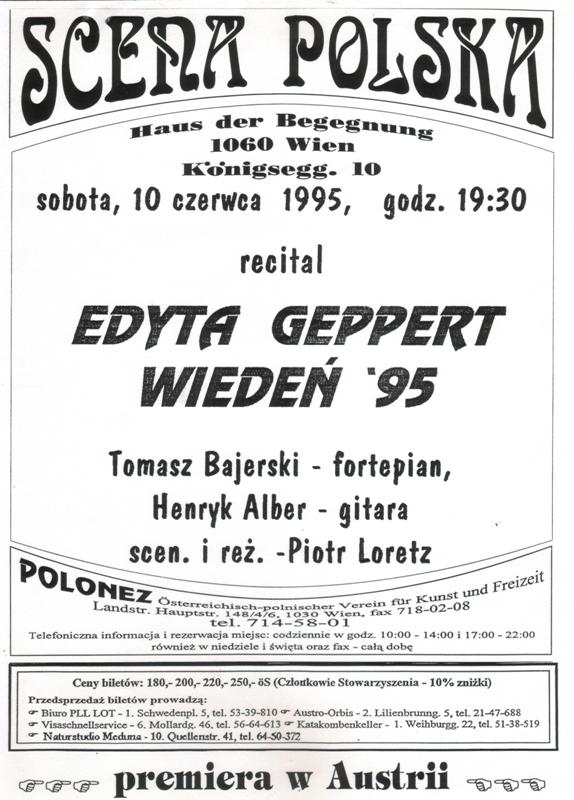 SCENA POLSKA
Haus der Begegnung
1060 Wien
Königsegg. 10
sobota, 10 czerwca 1995, godz. 19:30
recital
EDYTA GEPPERT
WIEDEŃ '95
Tomasz Bajerski - fortepian,
Henryk Alber - gitara
scen. i reż. -Piotr Loretz
POLONEZ Österreichisch-polnischer Verein für Kunst und Freizeit
Landstr. Hauptstr. 148/4/6, 1030 Wien, fax 718-02-08
tel. 714-58-01
Telefoniczna informacja i rezerwacja miejsc: codziennie w godz. 10:00 - 14:00 i 17:00 - 22:00
również w niedziele i święta oraz fax - całą dobę
Ceny biletów: 180,- 200,- 220,- 250,- öS (Członkowie Stowarzyszenia - 10% zniżki)
Przedsprzedaż biletów prowadzą:
☞ Biuro PLL LOT - 1. Schwedenpl. 5, tel. 53-39-810 ☞ Austro-Orbis - 2. Lilienbrunng. 5, tel. 21-47-688
☞ Visaschnellservice - 6. Mollardg. 46, tel. 56-64-613 ☞ Katakombenkeller - 1. Weihburgg. 22, tel. 51-38-519
☞ Naturstudio Meduna - 10. Quellenstr. 41, tel. 64-50-372
☞☞☞ premiera w Austrii ☜☜☜